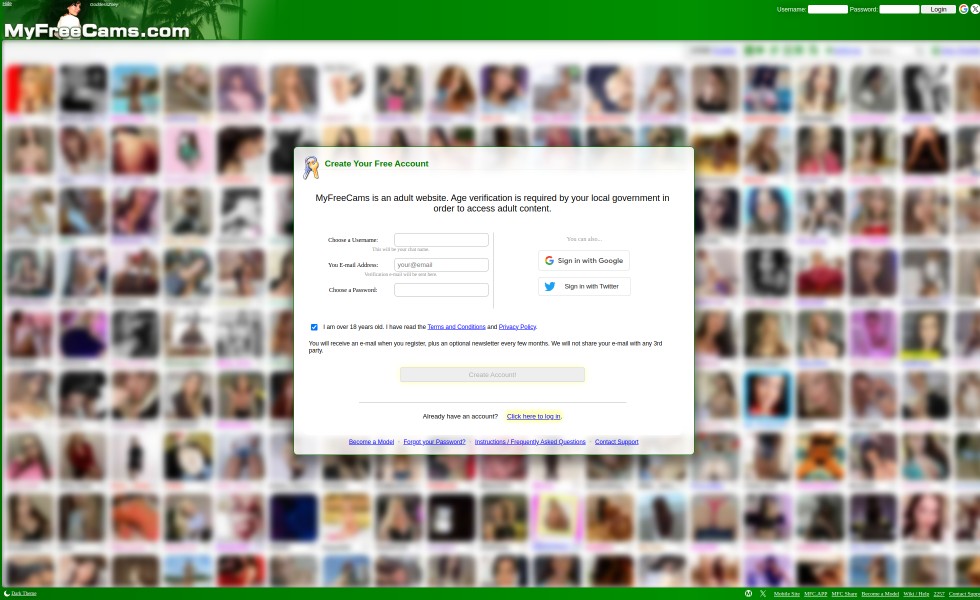 Username: Password: Login
MyFreeCams.com
Create Your Free Account
MyFreeCams is an adult website. Age verification is required by your local government in
order to access adult content.
Choose a Username:
This will be your chat name.
You E-mail Address: your@email
Verification e-mail will be sent here.
Choose a Password:
You can also...
Sign in with Google
Sign in with Twitter
I am over 18 years old. I have read the Terms and Conditions and Privacy Policy.
You will receive an e-mail when you register, plus an optional newsletter every few months. We will not share your e-mail with any 3rd
party.
Create Account!
Already have an account? Click here to log in.
Become a Model - Forgot your Password? - Instructions / Frequently Asked Questions - Contact Support
Dark Theme
Mobile Site MFC.APP MFC Share Become a Model Wiki / Help 2257 Contact